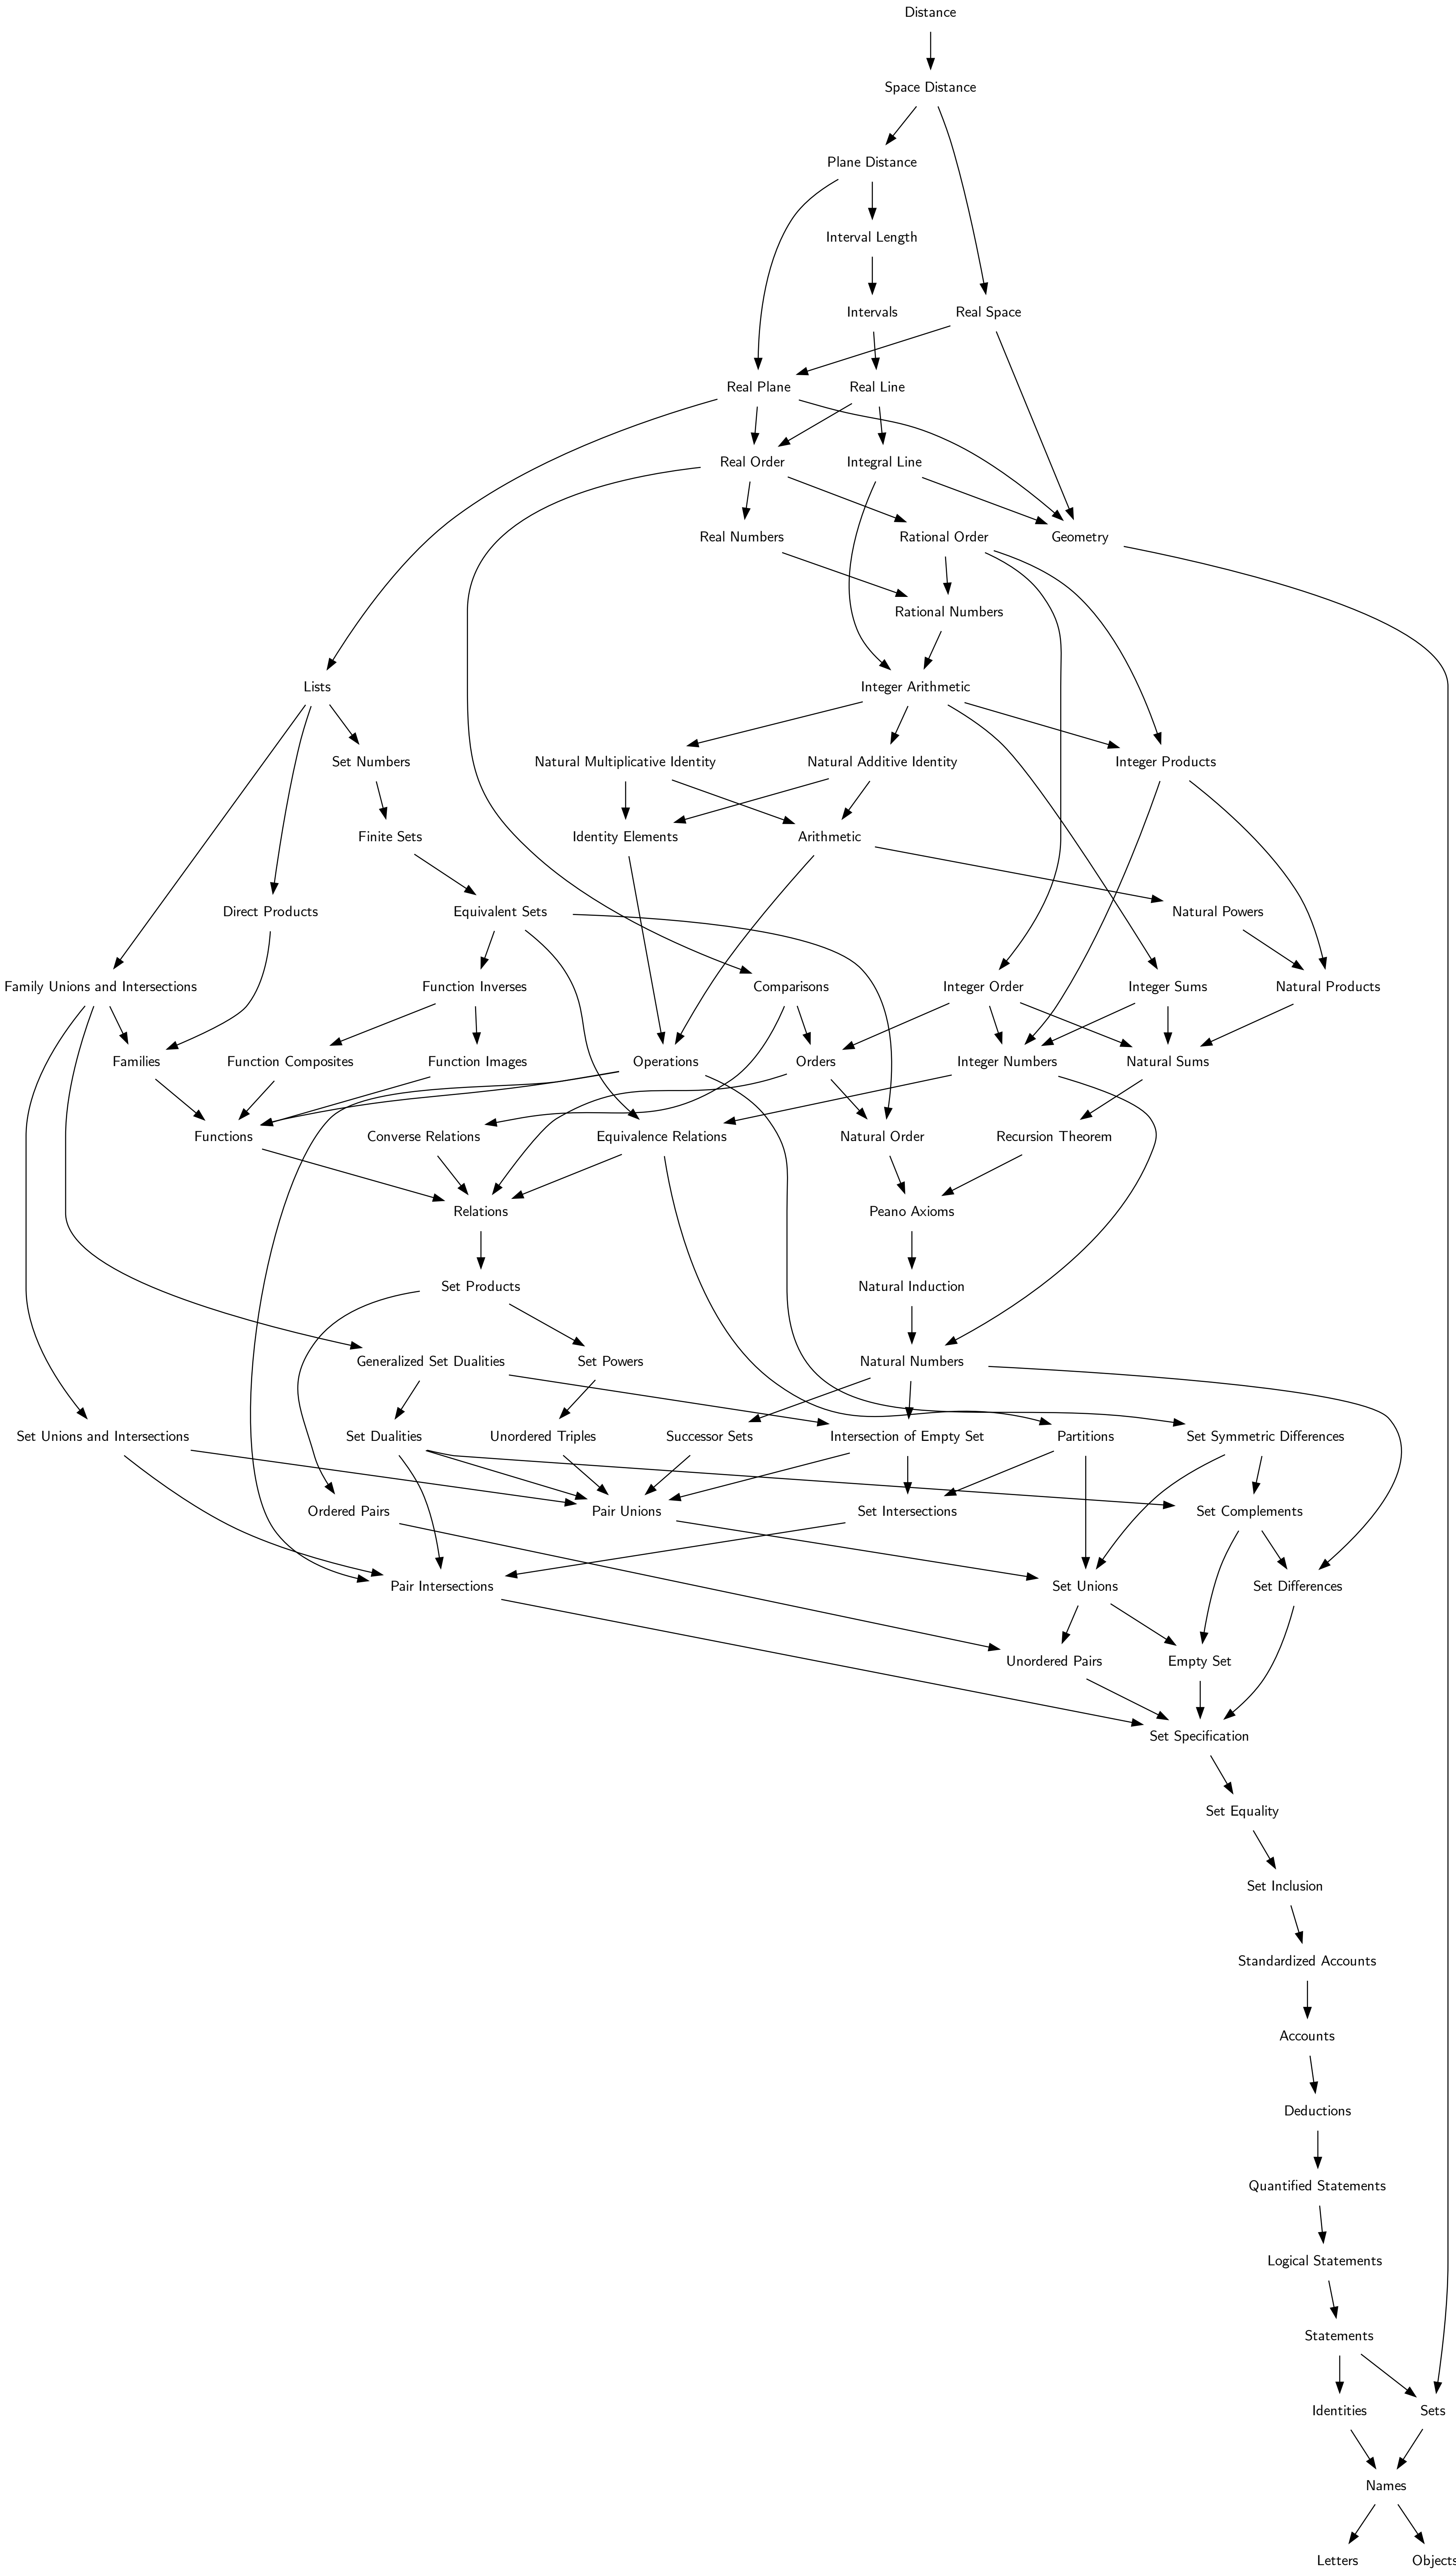 Distance
Space Distance
Plane Distance
Interval Length
Intervals
Real Space
Real Plane
Real Line
Real Order
Integral Line
Real Numbers
Rational Order
Geometry
Rational Numbers
Lists
Integer Arithmetic
Set Numbers
Natural Multiplicative Identity
Natural Additive Identity
Integer Products
Finite Sets
Identity Elements
Arithmetic
Direct Products
Equivalent Sets
Natural Powers
Family Unions and Intersections
Function Inverses
Comparisons
Integer Order
Integer Sums
Natural Products
Families
Function Composites
Function Images
Operations
Orders
Integer Numbers
Natural Sums
Functions
Converse Relations
Equivalence Relations
Natural Order
Recursion Theorem
Relations
Peano Axioms
Set Products
Natural Induction
Generalized Set Dualities
Set Powers
Natural Numbers
Set Unions and Intersections
Set Dualities
Unordered Triples
Successor Sets
Intersection of Empty Set
Partitions
Set Symmetric Differences
Ordered Pairs
Pair Unions
Set Intersections
Set Complements
Pair Intersections
Set Unions
Set Differences
Unordered Pairs
Empty Set
Set Specification
Set Equality
Set Inclusion
Standardized Accounts
Accounts
Deductions
Quantified Statements
Logical Statements
Statements
Identities
Sets
Names
Letters
Objects